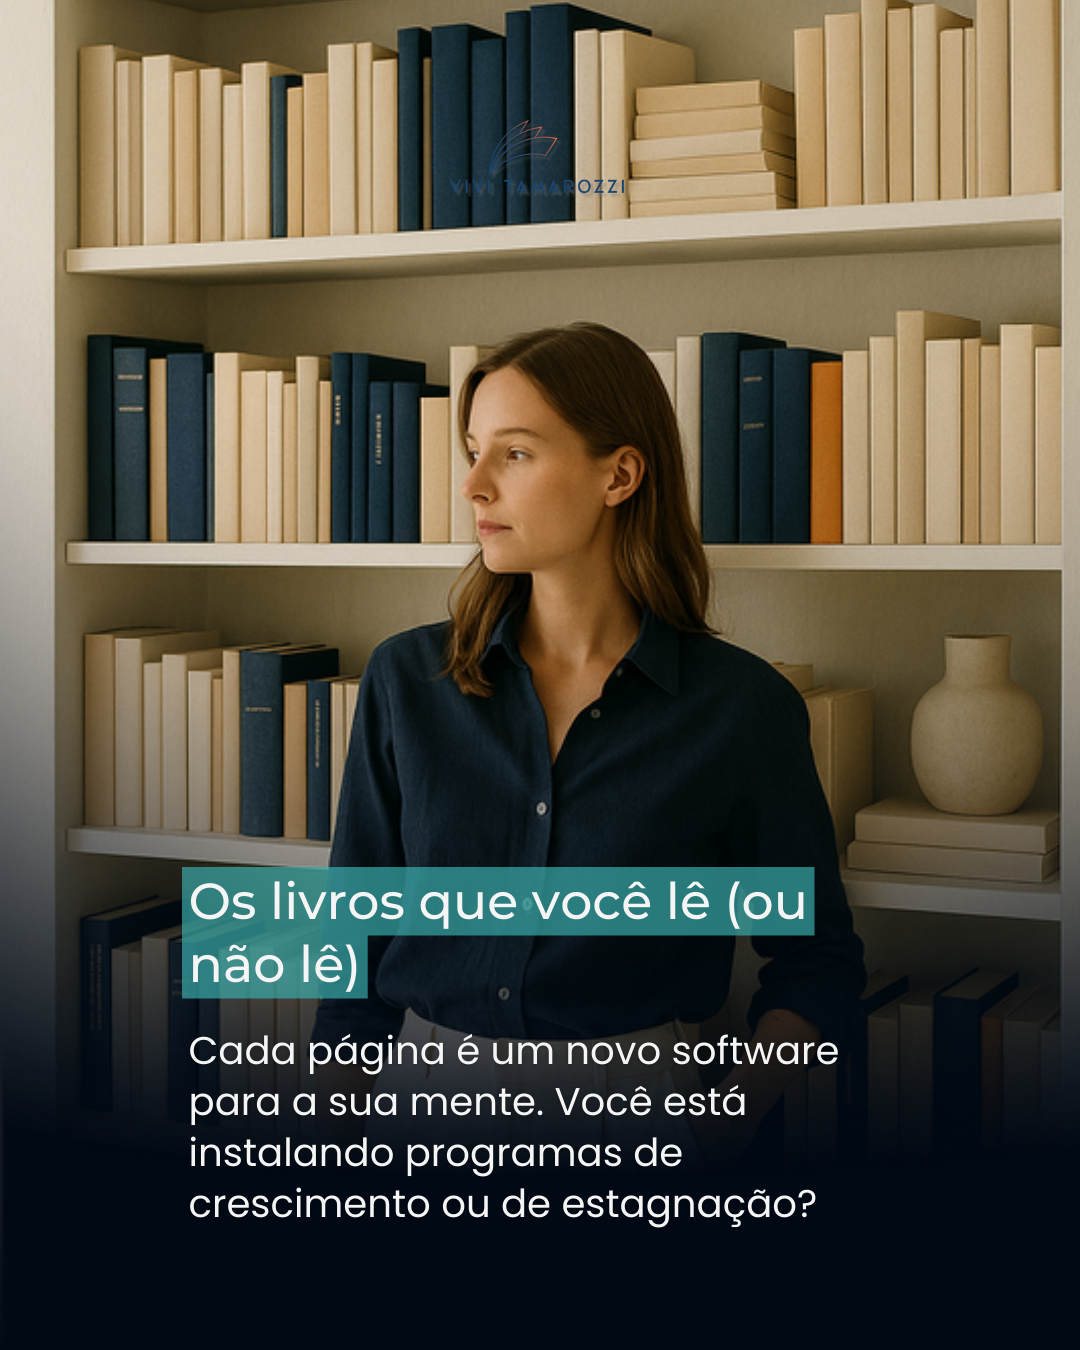 VIVI TAMAROZZI
Os livros que você lê (ou
não lê)
Cada página é um novo software
para a sua mente. Você está
instalando programas de
crescimento ou de estagnação?